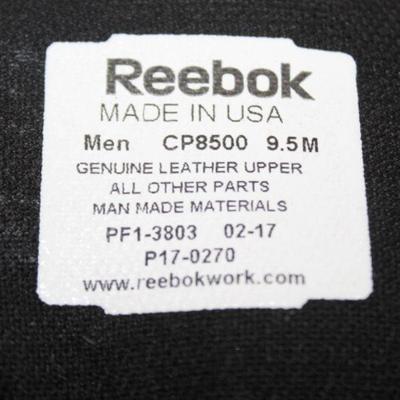 Reebok
MADE IN USA
Men CP8500 9.5M
GENUINE LEATHER UPPER
ALL OTHER PARTS
MAN MADE MATERIALS
PF1-3803 02-17
P17-0270
www.reebokwork.com